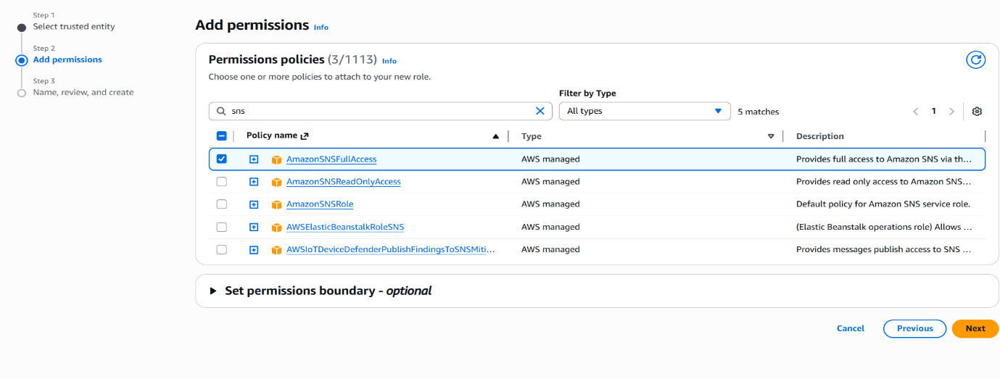 Step 1
Select trusted entity
Step 2
Add permissions
Step 3
Name, review, and create
Add permissions Info
Permissions policies (3/1113) Info
Choose one or more policies to attach to your new role.
Filter by Type
sns
All types
5 matches
1
Policy name
Type
Description
AmazonSNSFullAccess AWS managed Provides full access to Amazon SNS via th...
AmazonSNSReadOnlyAccess AWS managed Provides read only access to Amazon SNS...
AmazonSNSRole AWS managed Default policy for Amazon SNS service role.
AWSElasticBeanstalkRoleSNS AWS managed (Elastic Beanstalk operations role) Allows ...
AWSIoTDeviceDefenderPublishFindingsToSNSMiti... AWS managed Provides messages publish access to SNS ...
Set permissions boundary - optional
Cancel
Previous
Next